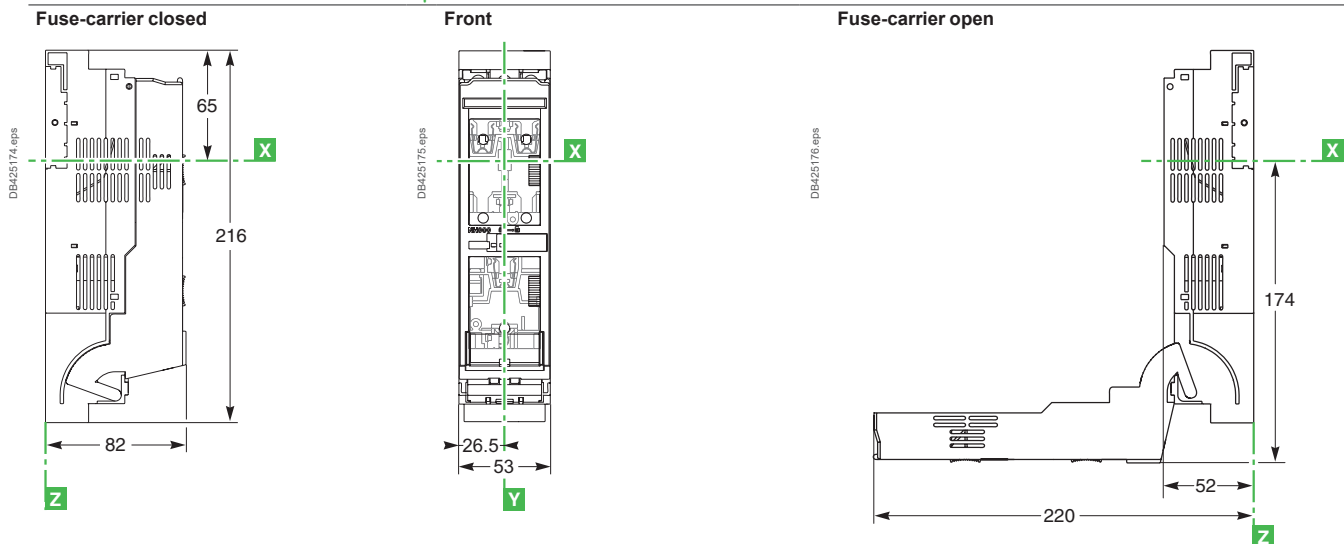 Fuse-carrier closed
Front
Fuse-carrier open
DB425174.eps
65
X
216
82
Z
DB425175.eps
X
26.5
53
Y
DB425176.eps
X
174
52
220
Z